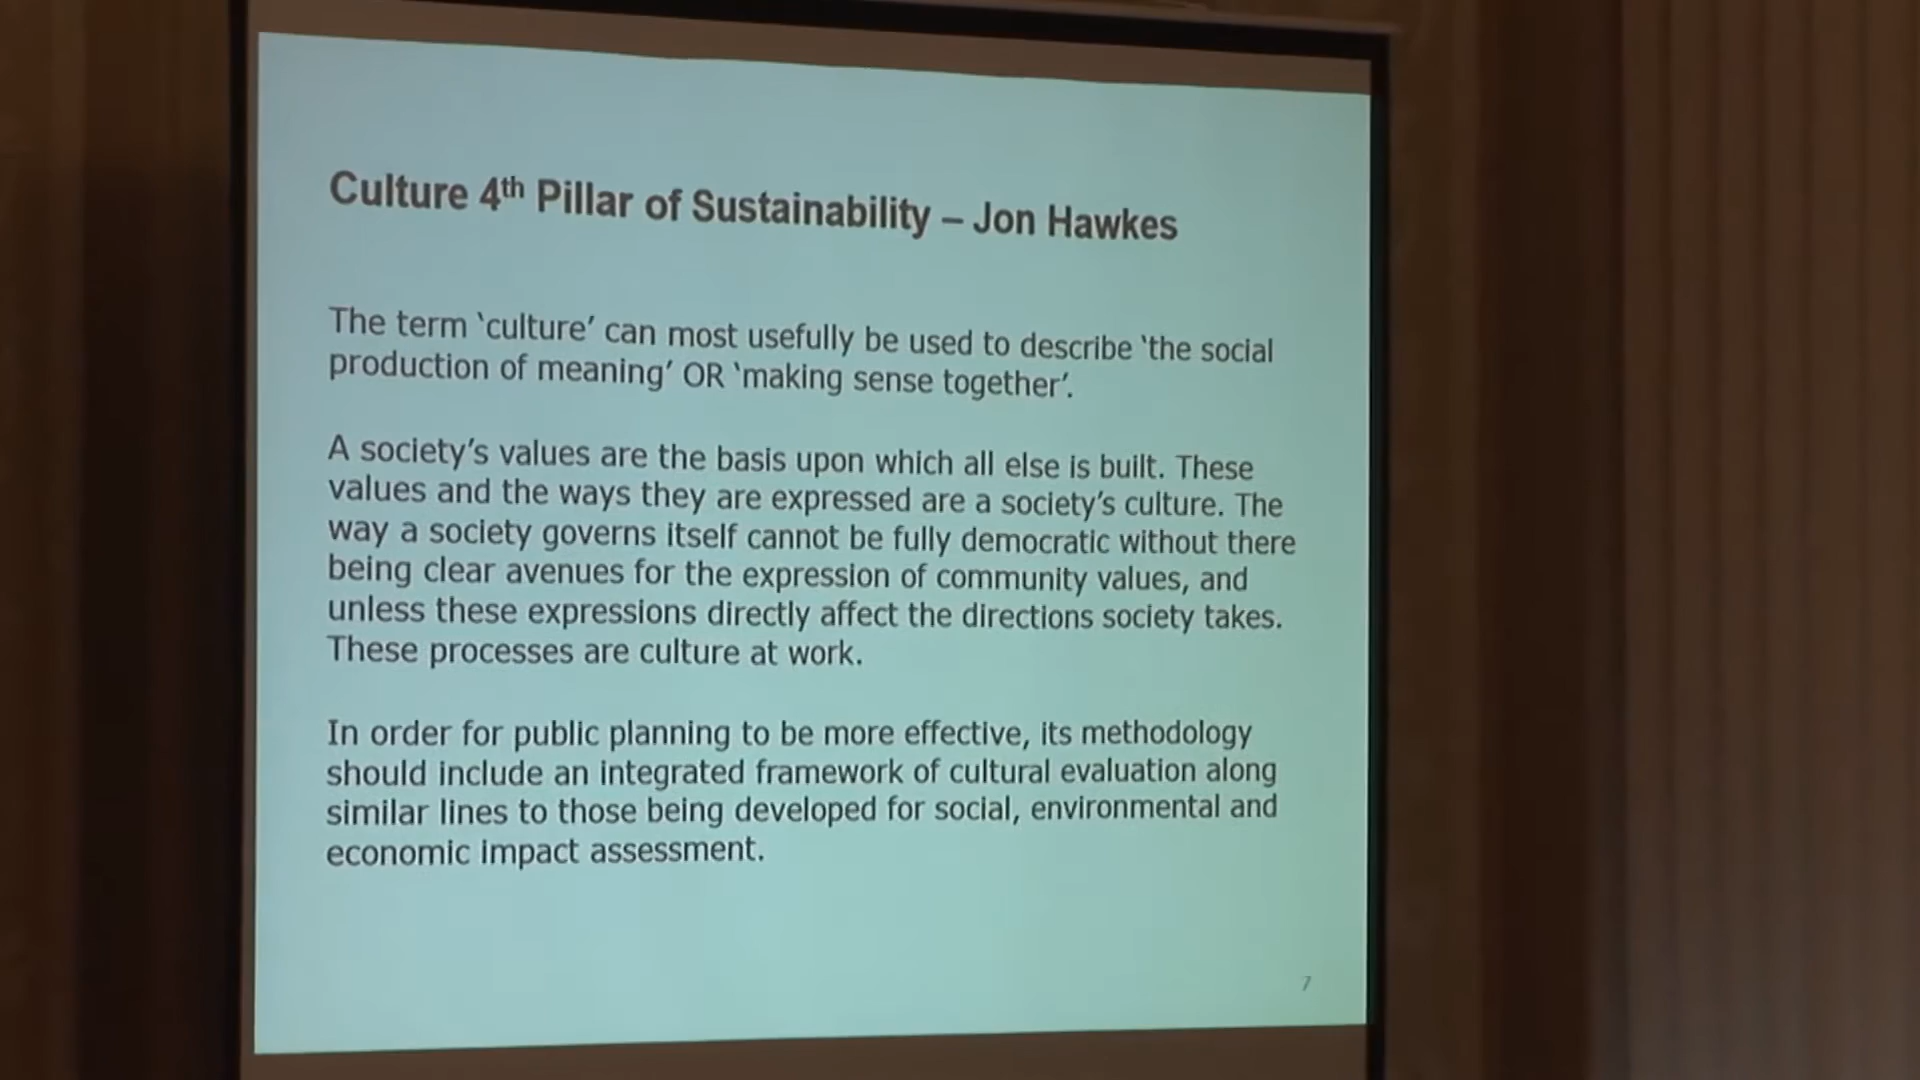 Culture 4th Pillar of Sustainability – Jon Hawkes
The term ‘culture’ can most usefully be used to describe ‘the social
production of meaning’ OR ‘making sense together’.
A society’s values are the basis upon which all else is built. These
values and the ways they are expressed are a society’s culture. The
way a society governs itself cannot be fully democratic without there
being clear avenues for the expression of community values, and
unless these expressions directly affect the directions society takes.
These processes are culture at work.
In order for public planning to be more effective, its methodology
should include an integrated framework of cultural evaluation along
similar lines to those being developed for social, environmental and
economic impact assessment.
7